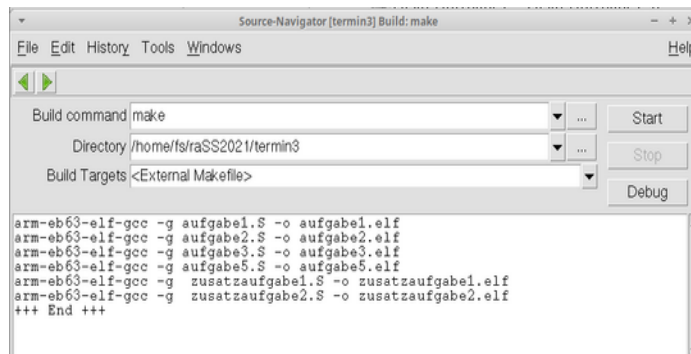 Source-Navigator [termin3] Build: make
File Edit History Tools Windows Help
Build command make ... Start
Directory /home/fs/raSS2021/termin3 ... Stop
Build Targets <External Makefile>
Debug
arm-eb63-elf-gcc -g aufgabe1.S -o aufgabe1.elf
arm-eb63-elf-gcc -g aufgabe2.S -o aufgabe2.elf
arm-eb63-elf-gcc -g aufgabe3.S -o aufgabe3.elf
arm-eb63-elf-gcc -g aufgabe5.S -o aufgabe5.elf
arm-eb63-elf-gcc -g  zusatzaufgabe1.S -o zusatzaufgabe1.elf
arm-eb63-elf-gcc -g  zusatzaufgabe2.S -o zusatzaufgabe2.elf
+++ End +++